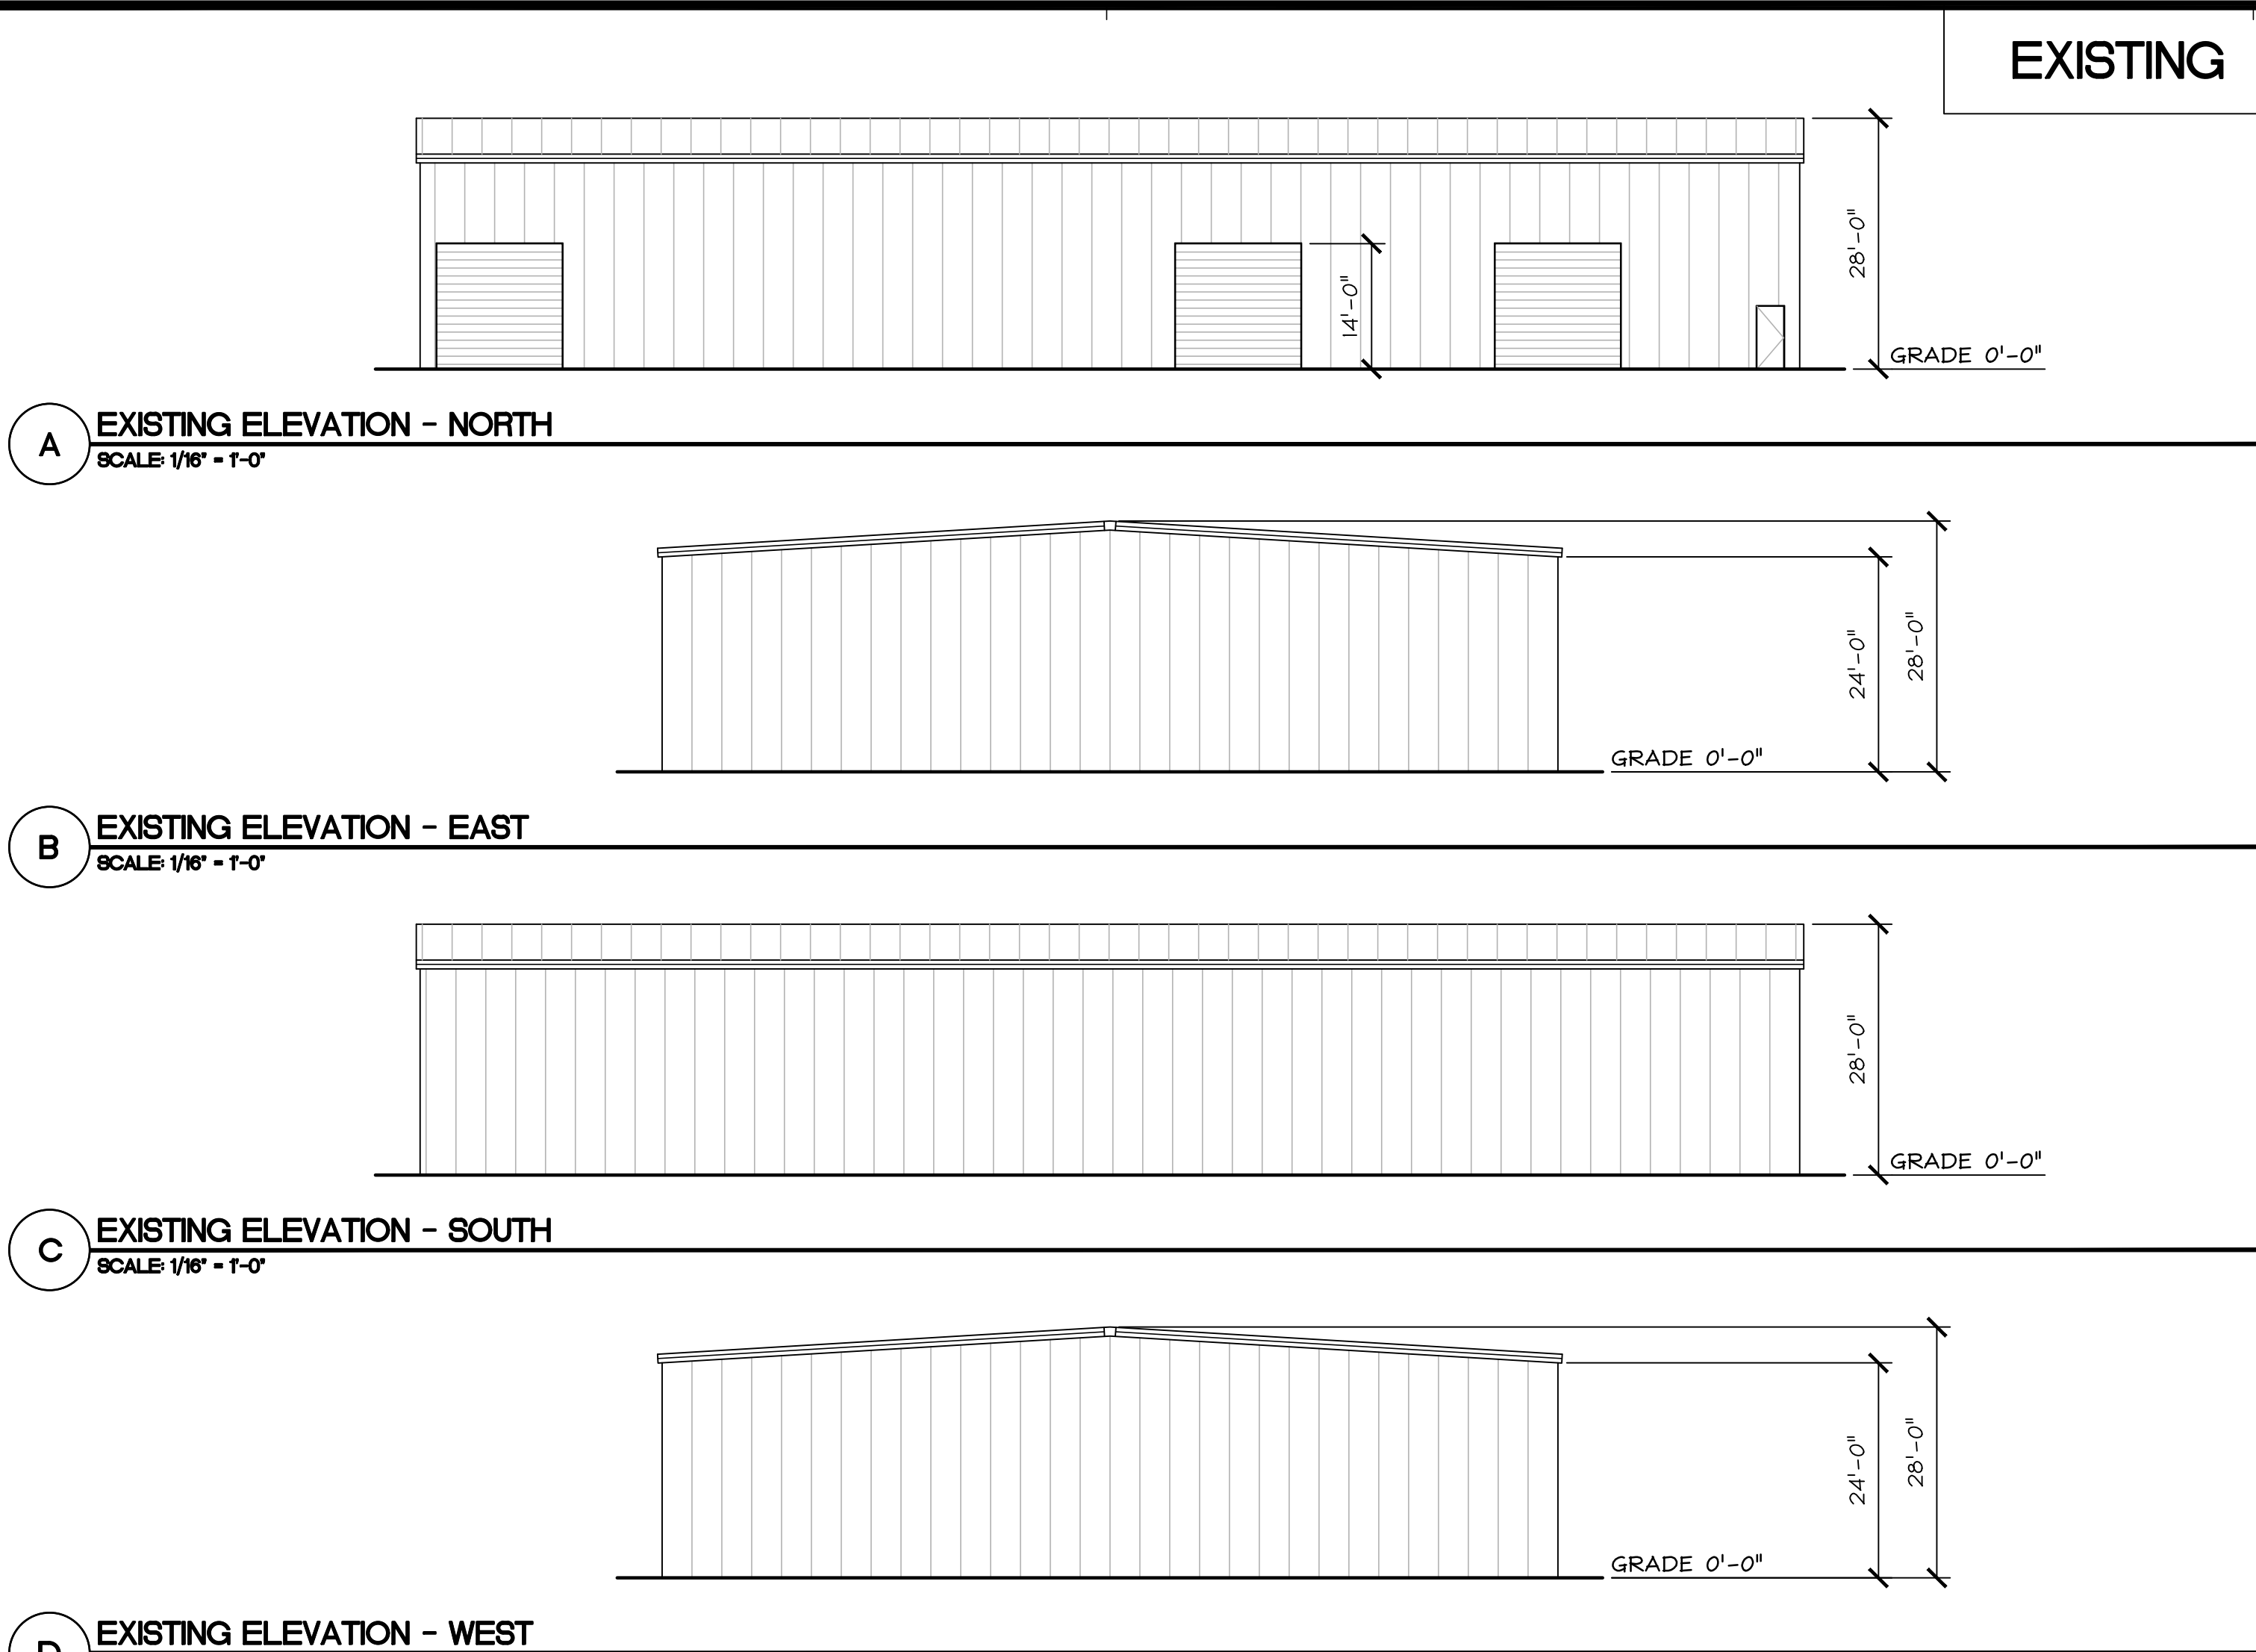 EXISTING
28'-0"
14'-0"
GRADE 0'-0"
A
EXISTING ELEVATION - NORTH
SCALE: 1/16" = 1'-0"
24'-0"
28'-0"
GRADE 0'-0"
B
EXISTING ELEVATION - EAST
SCALE: 1/16" = 1'-0"
28'-0"
GRADE 0'-0"
C
EXISTING ELEVATION - SOUTH
SCALE: 1/16" = 1'-0"
24'-0"
28'-0"
GRADE 0'-0"
D
EXISTING ELEVATION - WEST